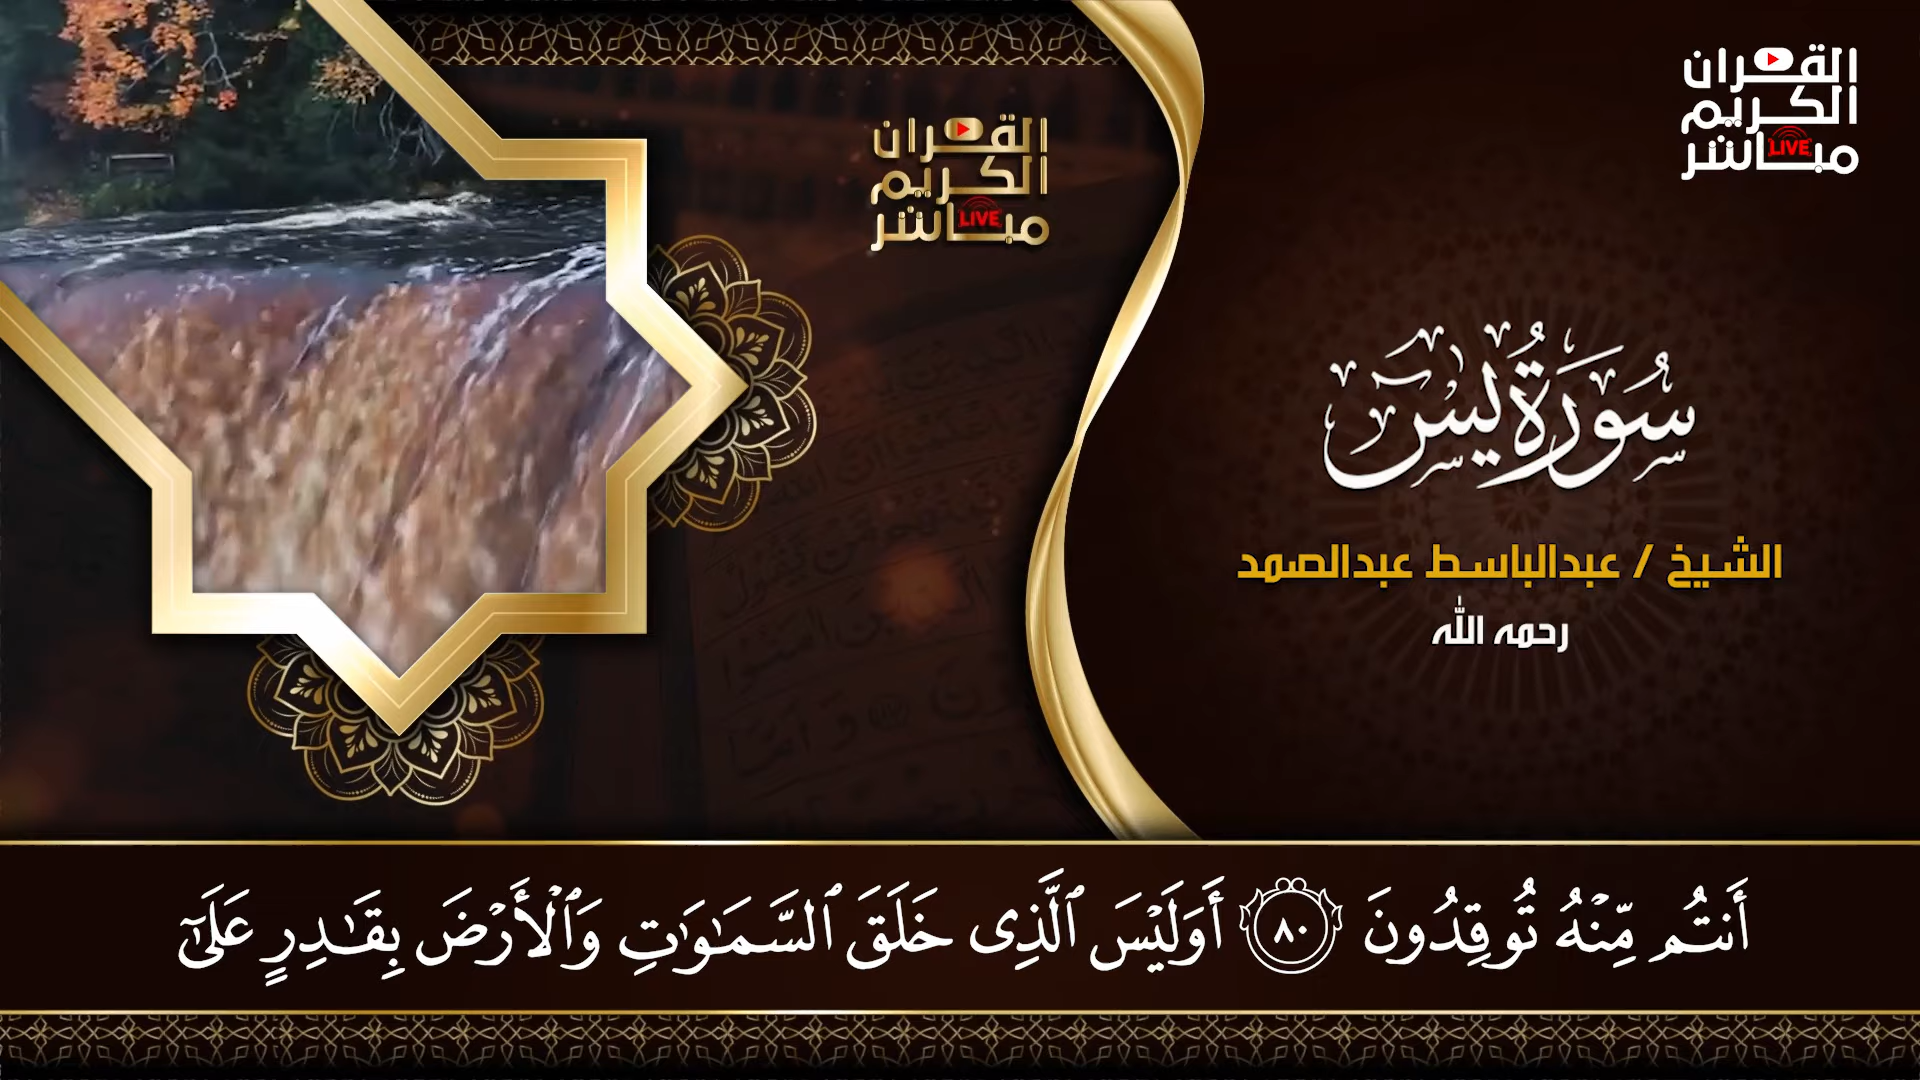 القرآن
الكريم
مباشر
LIVE
القرآن
الكريم
مباشر
LIVE
سُورَةُ يسٓ
الشيخ / عبدالباسط عبدالصمد
رحمه الله
أَنتُم مِّنْهُ تُوقِدُونَ ٨٠ أَوَلَيْسَ ٱلَّذِى خَلَقَ ٱلسَّمَـٰوَٰتِ وَٱلْأَرْضَ بِقَـٰدِرٍ عَلَىٰٓ